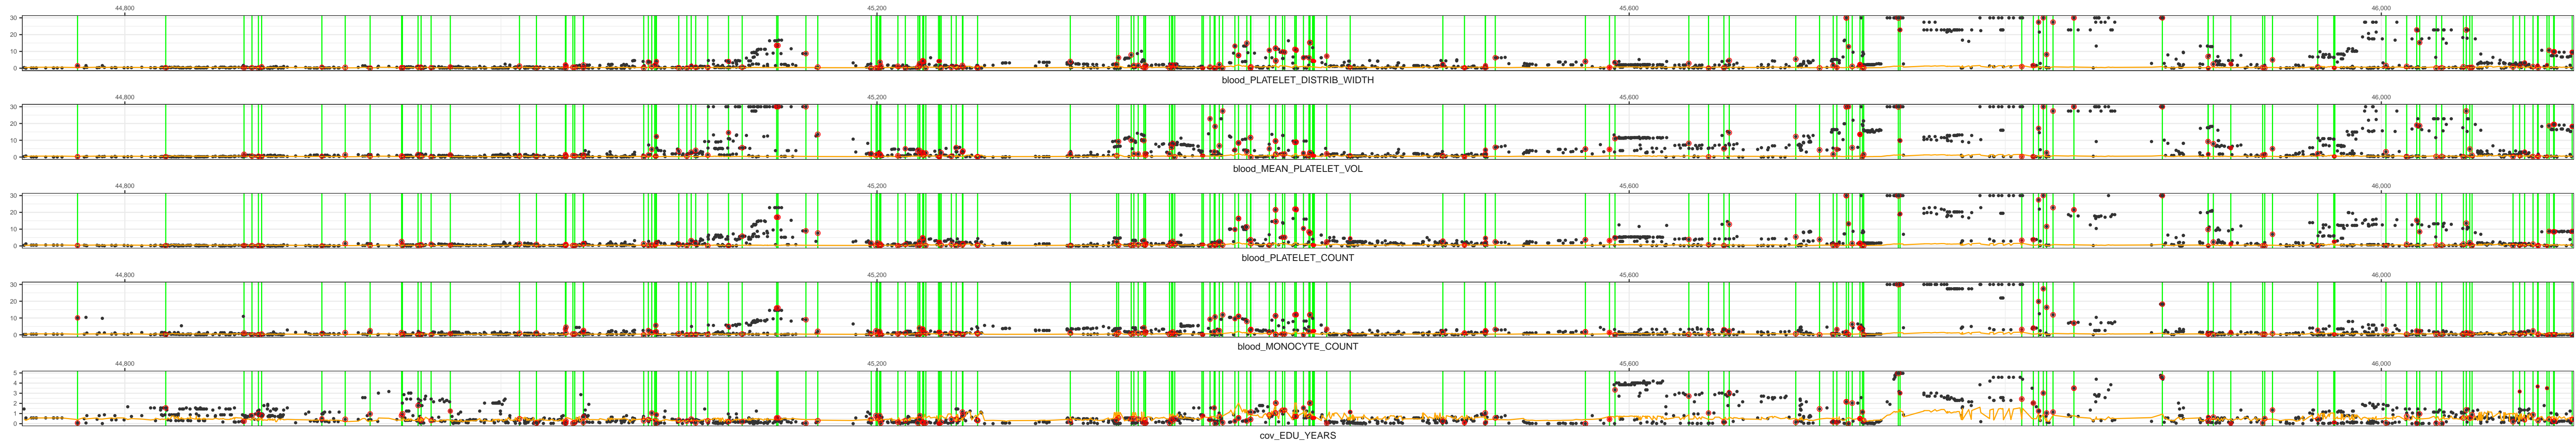 44,800 45,200 45,600 46,000
30
20
10
0
blood_PLATELET_DISTRIB_WIDTH
44,800 45,200 45,600 46,000
30
20
10
0
blood_MEAN_PLATELET_VOL
44,800 45,200 45,600 46,000
30
20
10
0
blood_PLATELET_COUNT
44,800 45,200 45,600 46,000
30
20
10
0
blood_MONOCYTE_COUNT
44,800 45,200 45,600 46,000
5
4
3
2
1
0
cov_EDU_YEARS